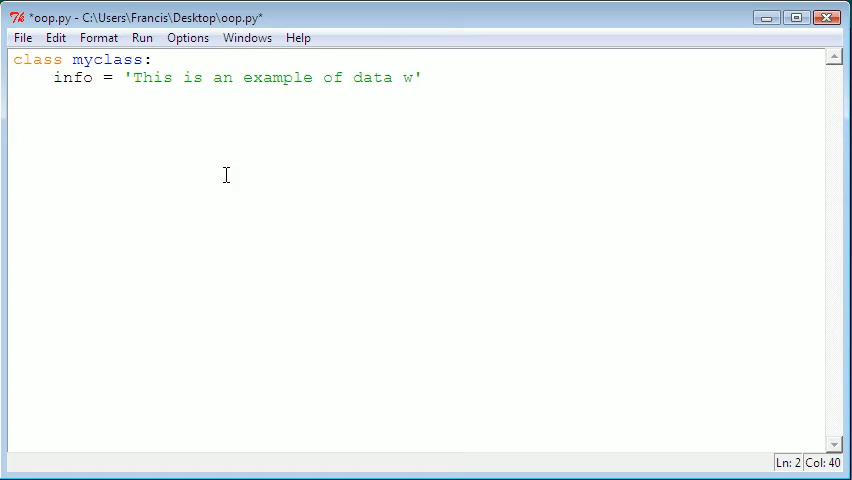 *oop.py - C:\Users\Francis\Desktop\oop.py*
File Edit Format Run Options Windows Help
class myclass:
    info = 'This is an example of data w'
Ln: 2 Col: 40